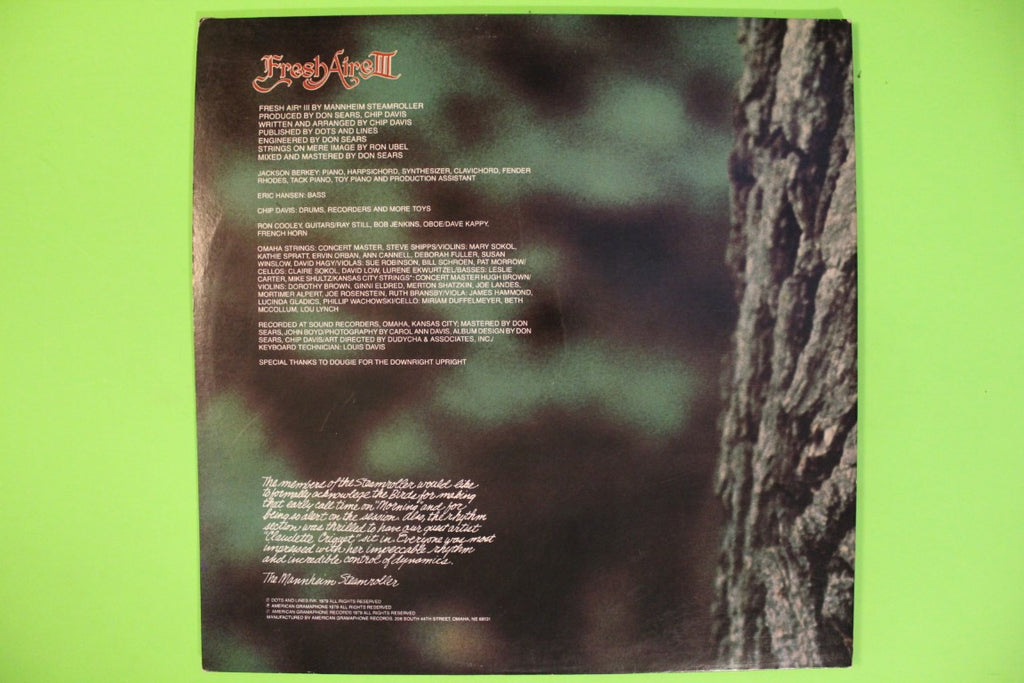 Fresh Aire III
FRESH AIR* III BY MANNHEIM STEAMROLLER
PRODUCED BY DON SEARS, CHIP DAVIS
WRITTEN AND ARRANGED BY CHIP DAVIS
PUBLISHED BY DOTS AND LINES
ENGINEERED BY DON SEARS
STRINGS ON MERE IMAGE BY RON UBEL
MIXED AND MASTERED BY DON SEARS
JACKSON BERKEY: PIANO, HARPSICHORD, SYNTHESIZER, CLAVICHORD, FENDER
RHODES, TACK PIANO, TOY PIANO AND PRODUCTION ASSISTANT
ERIC HANSEN: BASS
CHIP DAVIS: DRUMS, RECORDERS AND MORE TOYS
RON COOLEY, GUITARS/RAY STILL, BOB JENKINS, OBOE/DAVE KAPPY,
FRENCH HORN
OMAHA STRINGS: CONCERT MASTER, STEVE SHIPPS/VIOLINS: MARY SOKOL,
KATHIE SPRATT, ERVIN ORBAN, ANN CANNELL, DEBORAH FULLER, SUSAN
WINSLOW, DAVID HAGY/VIOLAS: SUE ROBINSON, BILL SCHROEN, PAT MORROW/
CELLOS: CLAIRE SOKOL, DAVID LOW, LURENE EKWURTZEL/BASSES: LESLIE
CARTER, MIKE SHULTZ/KANSAS CITY STRINGS*: CONCERT MASTER HUGH BROWN/
VIOLINS: DOROTHY BROWN, GINNI ELDRED, MERTON SHATZKIN, JOE LANDES,
MORTIMER ALPERT, JOE ROSENSTEIN, RUTH BRANSBY/VIOLA: JAMES HAMMOND,
LUCINDA GLADICS, PHILLIP WACHOWSKI/CELLO: MIRIAM DUFFELMEYER, BETH
MCCOLLUM, LOU LYNCH
RECORDED AT SOUND RECORDERS, OMAHA, KANSAS CITY; MASTERED BY DON
SEARS, JOHN BOYD/PHOTOGRAPHY BY CAROL ANN DAVIS, ALBUM DESIGN BY DON
SEARS, CHIP DAVIS/ART DIRECTED BY DUDYCHA & ASSOCIATES, INC./
KEYBOARD TECHNICIAN: LOUIS DAVIS
SPECIAL THANKS TO DOUGIE FOR THE DOWNRIGHT UPRIGHT
The members of the Steamroller would like
to formally acknowlege the Birds for making
that early call time on "Morning" and for
being so alert on the session. Also, the rhythm
section was thrilled to have our guest artist
"Claudette Criquet" sit in. Everyone was most
impressed with her impeccable rhythm
and incredible control of dynamics.
The Mannheim Steamroller
© DOTS AND LINES INK 1979 ALL RIGHTS RESERVED
℗ AMERICAN GRAMAPHONE 1979 ALL RIGHTS RESERVED
© AMERICAN GRAMAPHONE RECORDS 1979 ALL RIGHTS RESERVED
MANUFACTURED BY AMERICAN GRAMAPHONE RECORDS, 206 SOUTH 44TH STREET, OMAHA, NE 68131